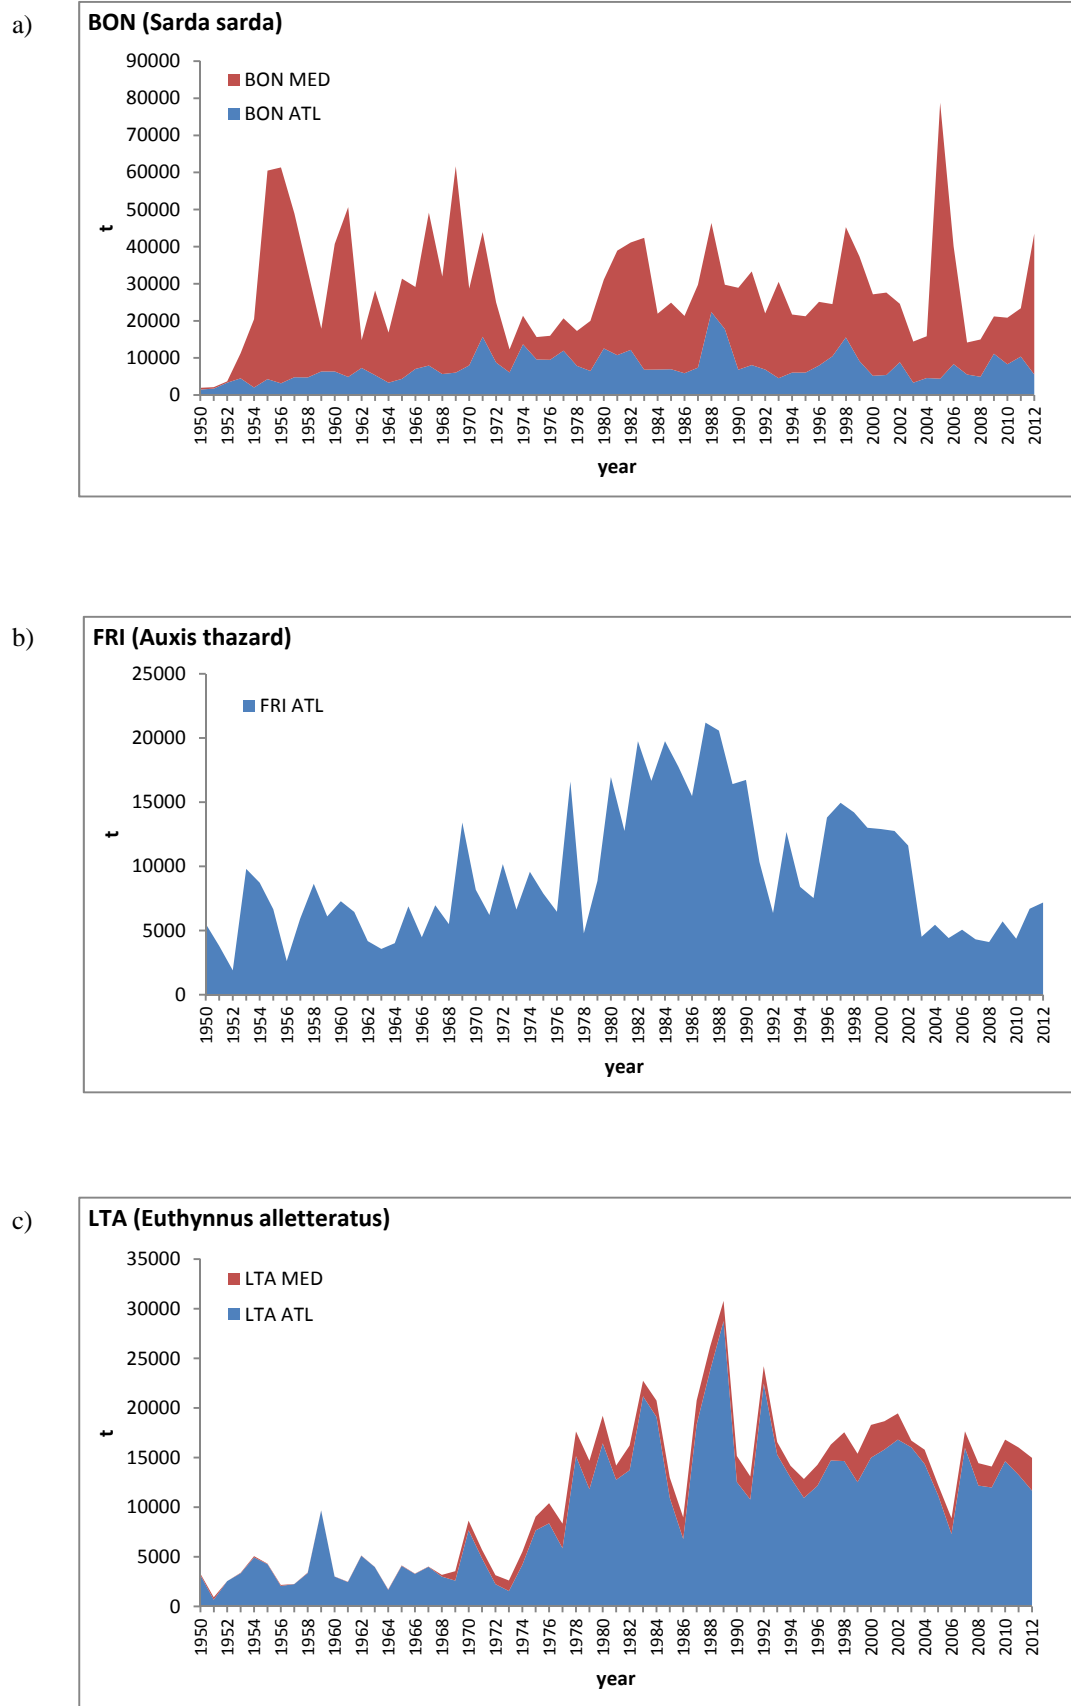 a)
BON (Sarda sarda)
90000
80000
70000
60000
50000
40000
30000
20000
10000
0
t
BON MED
BON ATL
1950 1952 1954 1956 1958 1960 1962 1964 1966 1968 1970 1972 1974 1976 1978 1980 1982 1984 1986 1988 1990 1992 1994 1996 1998 2000 2002 2004 2006 2008 2010 2012
year
b)
FRI (Auxis thazard)
25000
20000
15000
10000
5000
0
t
FRI ATL
1950 1952 1954 1956 1958 1960 1962 1964 1966 1968 1970 1972 1974 1976 1978 1980 1982 1984 1986 1988 1990 1992 1994 1996 1998 2000 2002 2004 2006 2008 2010 2012
year
c)
LTA (Euthynnus alletteratus)
35000
30000
25000
20000
15000
10000
5000
0
t
LTA MED
LTA ATL
1950 1952 1954 1956 1958 1960 1962 1964 1966 1968 1970 1972 1974 1976 1978 1980 1982 1984 1986 1988 1990 1992 1994 1996 1998 2000 2002 2004 2006 2008 2010 2012
year